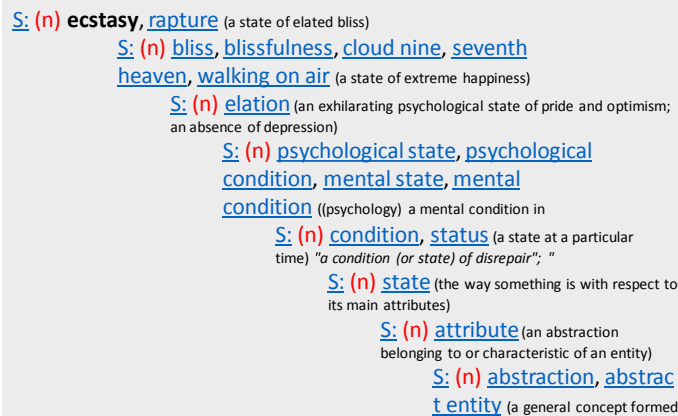 S: (n) ecstasy, rapture (a state of elated bliss)
S: (n) bliss, blissfulness, cloud nine, seventh
heaven, walking on air (a state of extreme happiness)
S: (n) elation (an exhilarating psychological state of pride and optimism;
an absence of depression)
S: (n) psychological state, psychological
condition, mental state, mental
condition ((psychology) a mental condition in
S: (n) condition, status (a state at a particular
time) "a condition (or state) of disrepair"; "
S: (n) state (the way something is with respect to
its main attributes)
S: (n) attribute (an abstraction
belonging to or characteristic of an entity)
S: (n) abstraction, abstrac
t entity (a general concept formed